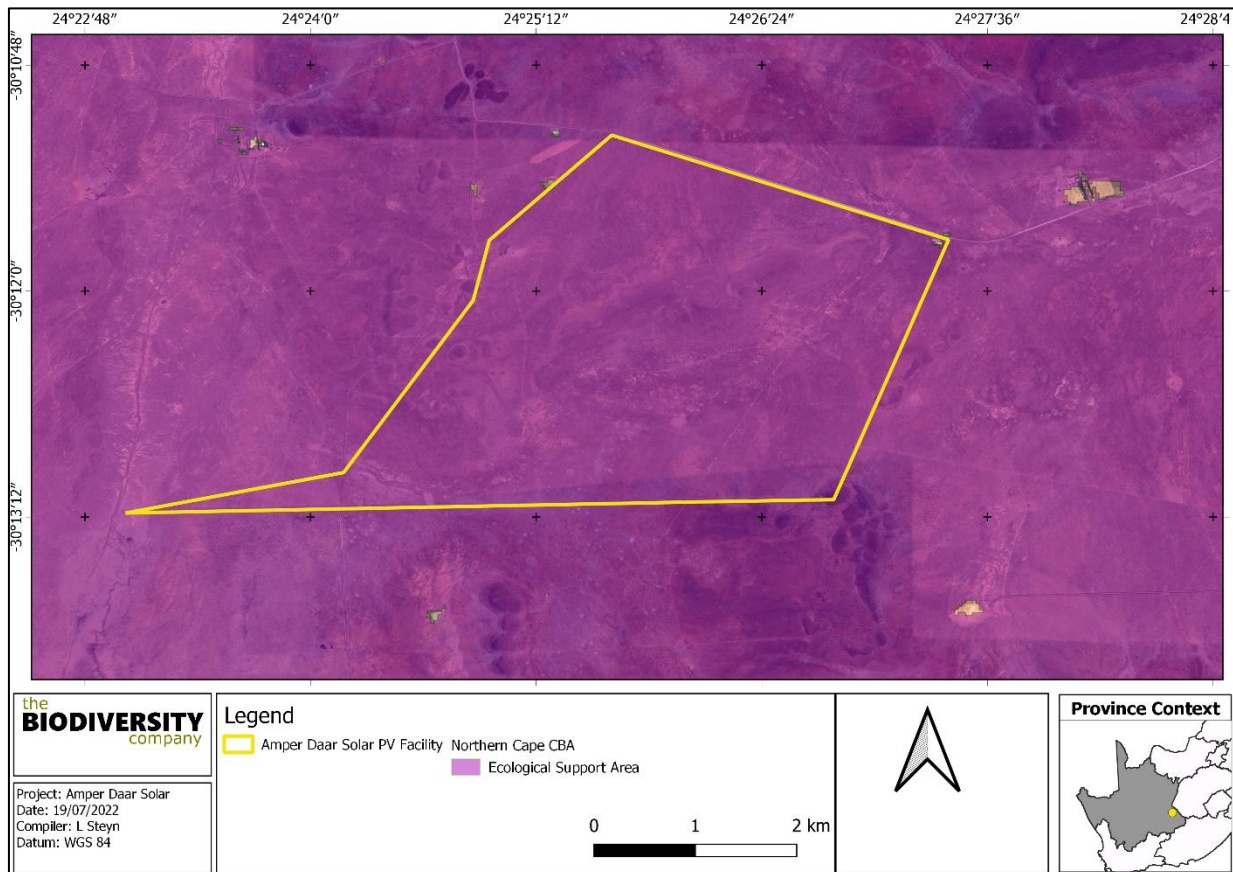 24°22′48″ 24°24′0″ 24°25′12″ 24°26′24″ 24°27′36″ 24°28′4
-30°10′48″
-30°12′0″
-30°13′12″
the
BIODIVERSITY
company
Project: Amper Daar Solar
Date: 19/07/2022
Compiler: L Steyn
Datum: WGS 84
Legend
Amper Daar Solar PV Facility Northern Cape CBA
Ecological Support Area
0 1 2 km
Province Context